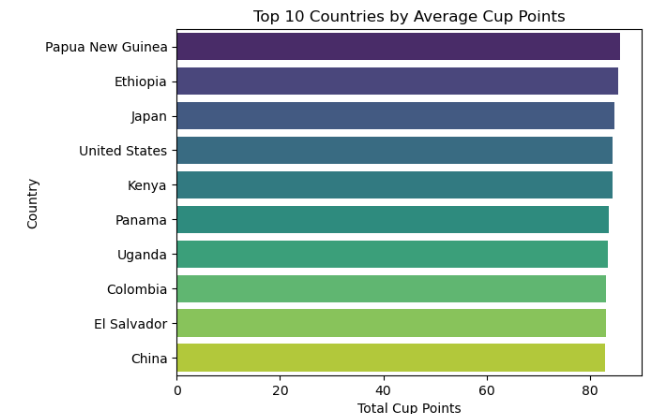 Top 10 Countries by Average Cup Points
Country
Papua New Guinea
Ethiopia
Japan
United States
Kenya
Panama
Uganda
Colombia
El Salvador
China
0 20 40 60 80
Total Cup Points